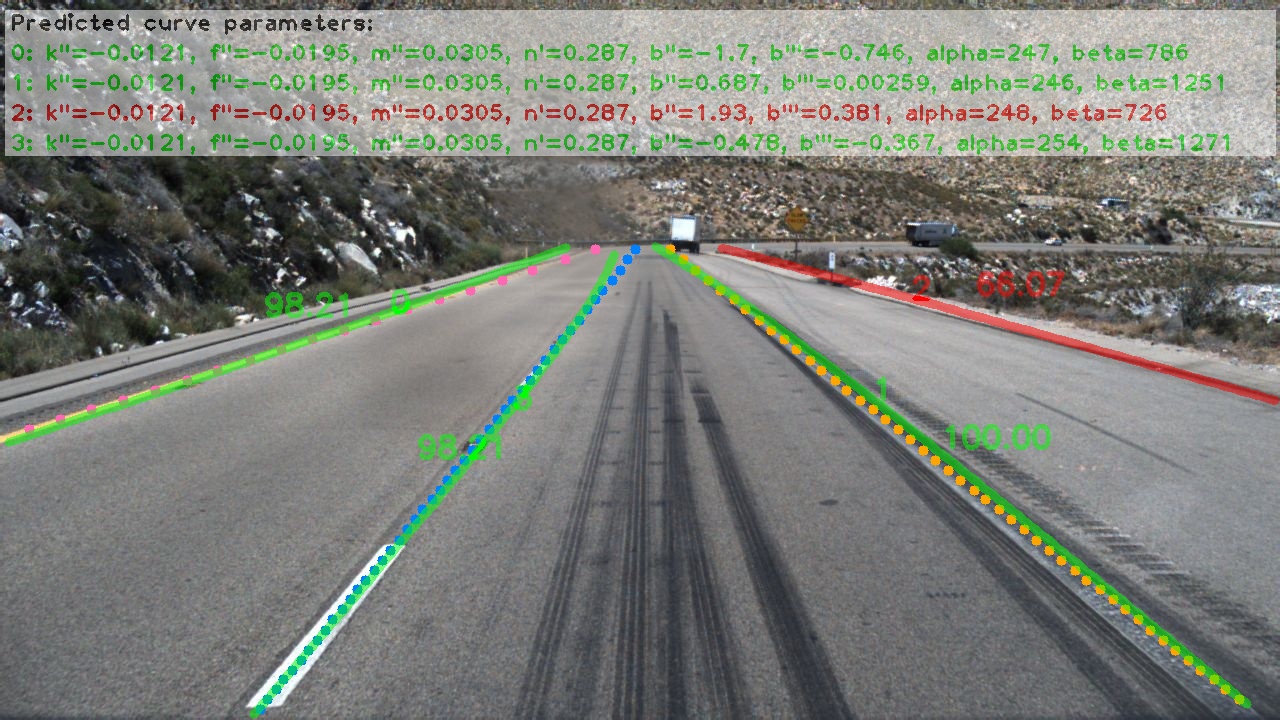 Predicted curve parameters:
0: k"=-0.0121, f"=-0.0195, m"=0.0305, n'=0.287, b"=-1.7, b'"=-0.746, alpha=247, beta=786
1: k"=-0.0121, f"=-0.0195, m"=0.0305, n'=0.287, b"=0.687, b'"=0.00259, alpha=246, beta=1251
2: k"=-0.0121, f"=-0.0195, m"=0.0305, n'=0.287, b"=1.93, b'"=0.381, alpha=248, beta=726
3: k"=-0.0121, f"=-0.0195, m"=0.0305, n'=0.287, b"=-0.478, b'"=-0.367, alpha=254, beta=1271
98.21 0
2 66.07
3
1
98.21
100.00